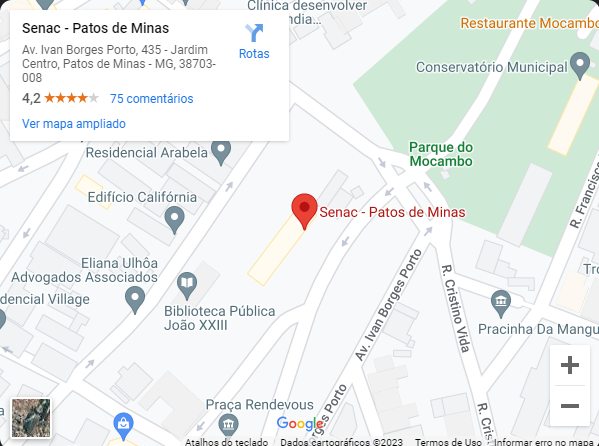 Senac - Patos de Minas
Av. Ivan Borges Porto, 435 - Jardim
Centro, Patos de Minas - MG, 38703-
008
4,2
75 comentários
Ver mapa ampliado
Rotas
Clínica desenvolver
Restaurante Mocambo
Conservatório Municipal
Parque do
Mocambo
R. Francisco
Residencial Arabela
Edifício Califórnia
Senac - Patos de Minas
Eliana Ulhôa
Advogados Associados
dencial Village
Biblioteca Pública
João XXIII
Av. Ivan Borges Porto
R. Cristino Vida
Pracinha Da Mangu
Praça Rendevous
Borges Porto
R. Cris
Google
Atalhos do teclado
Dados cartográficos ©2023
Termos de Uso
Informar erro no mapa